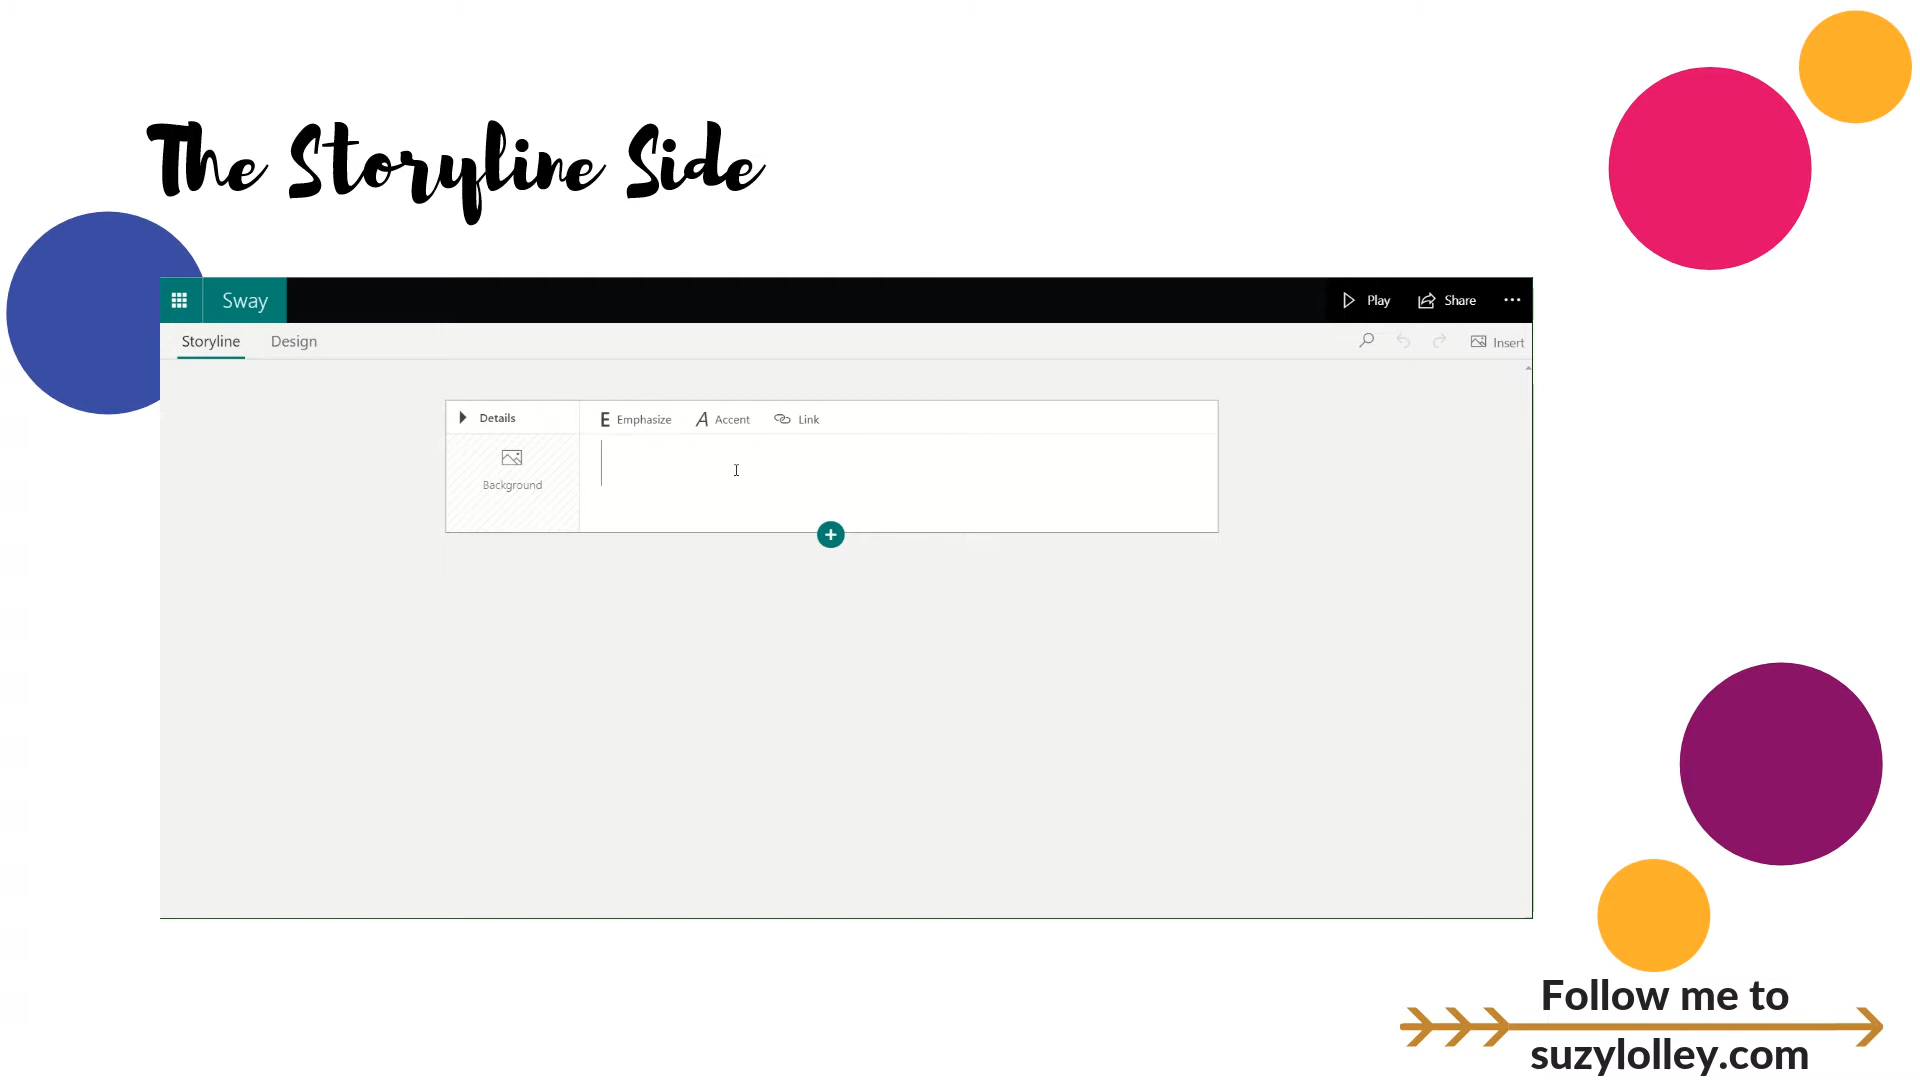 The Storyline Side
Sway
Play
Share
Storyline
Design
Insert
Details
E Emphasize
A Accent
Link
Background
Follow me to
suzylolley.com